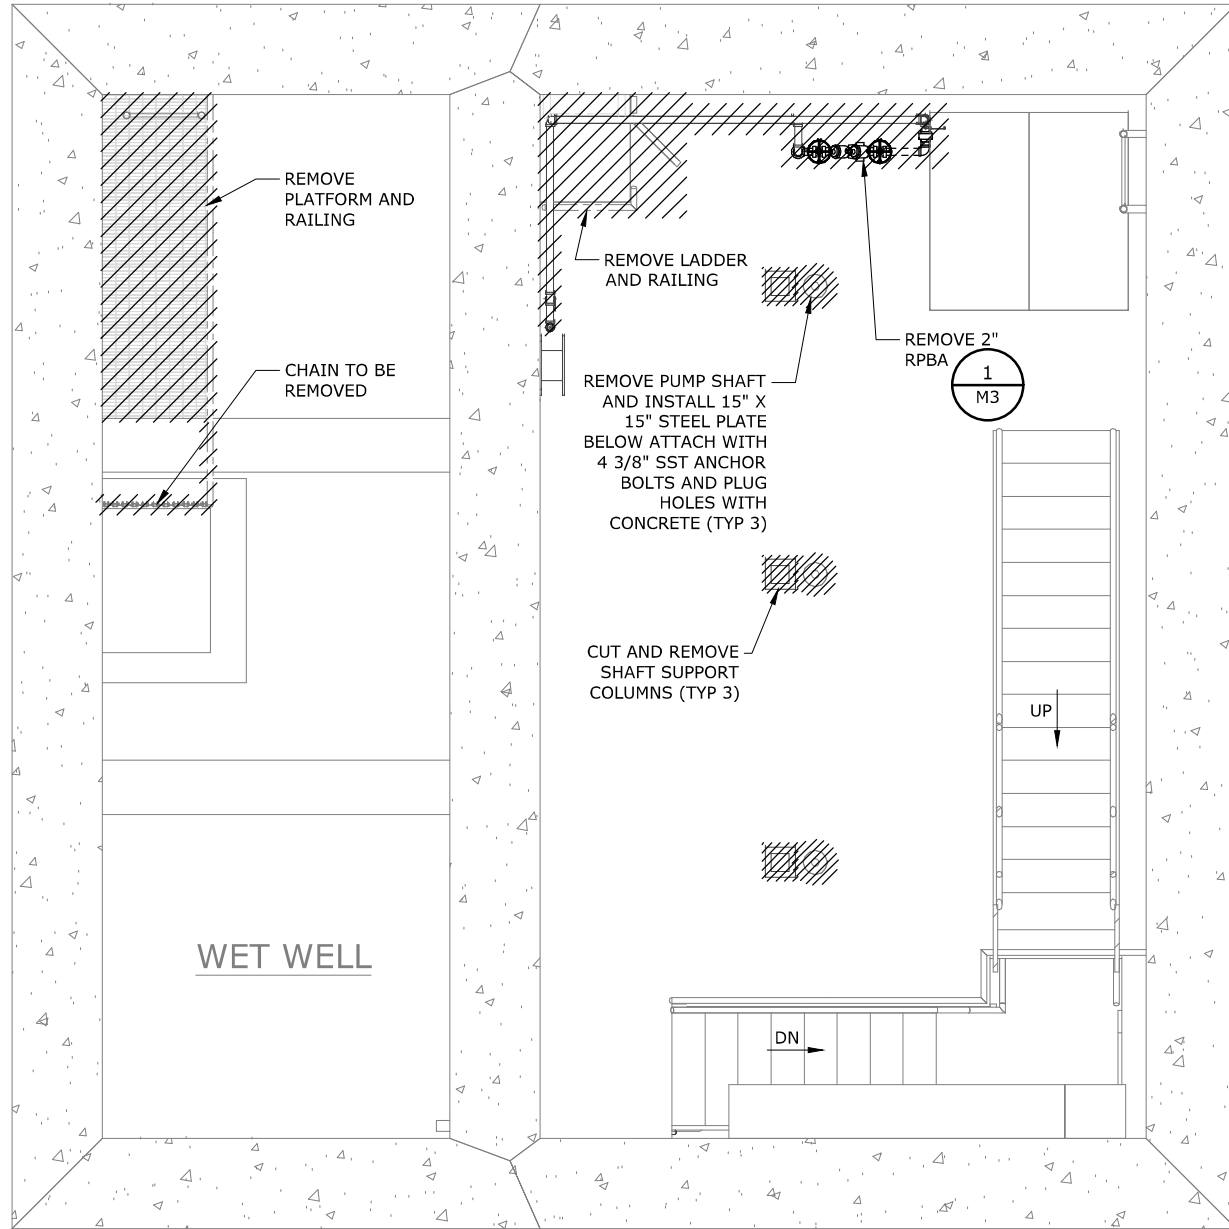 REMOVE
PLATFORM AND
RAILING
REMOVE LADDER
AND RAILING
CHAIN TO BE
REMOVED
REMOVE 2"
RPBA
1
M3
REMOVE PUMP SHAFT
AND INSTALL 15" X
15" STEEL PLATE
BELOW ATTACH WITH
4 3/8" SST ANCHOR
BOLTS AND PLUG
HOLES WITH
CONCRETE (TYP 3)
CUT AND REMOVE
SHAFT SUPPORT
COLUMNS (TYP 3)
UP
WET WELL
DN